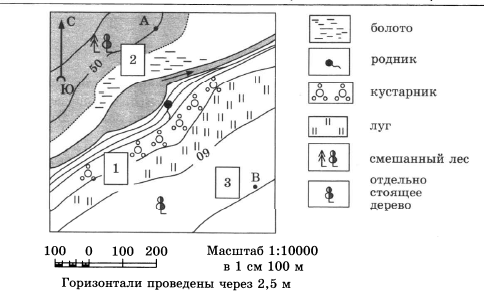 С
А
50
2
Ю
1
60
3
В
болото
родник
кустарник
луг
смешанный лес
отдельно
стоящее
дерево
100 0 100 200
Масштаб 1:10000
в 1 см 100 м
Горизонтали проведены через 2,5 м